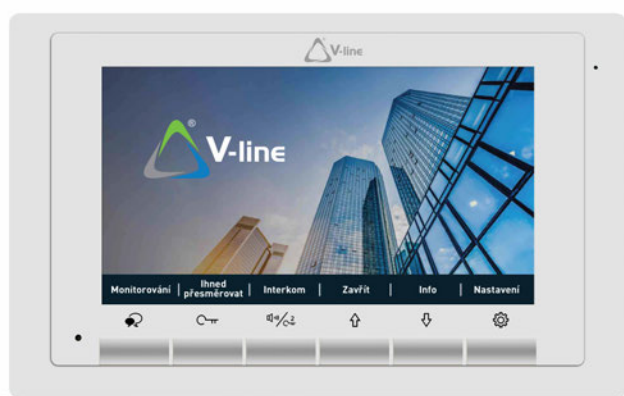 V-line
® V-line
Monitorování | Ihned přesměrovat | Interkom | Zavřít | Info | Nastavení